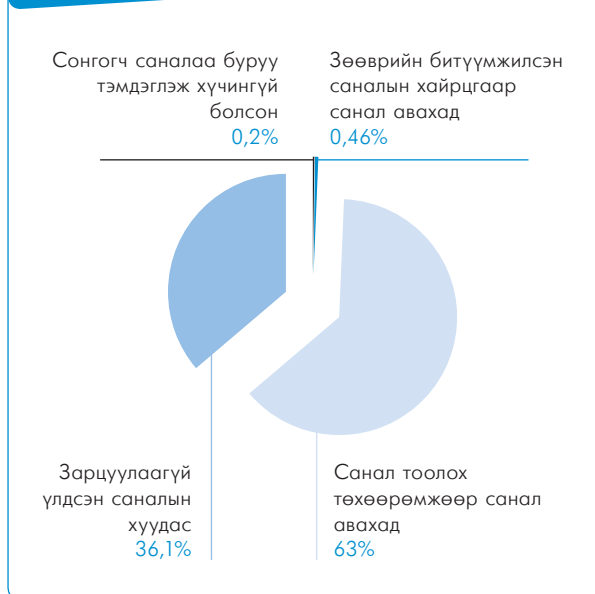 Сонгогч саналаа буруу
тэмдэглэж хүчингүй
болсон
0,2%
Зөөврийн битүүмжилсэн
саналын хайрцгаар
санал авахад
0,46%
Зарцуулаагүй
үлдсэн саналын
хуудас
36,1%
Санал тоолох
төхөөрөмжөөр санал
авахад
63%